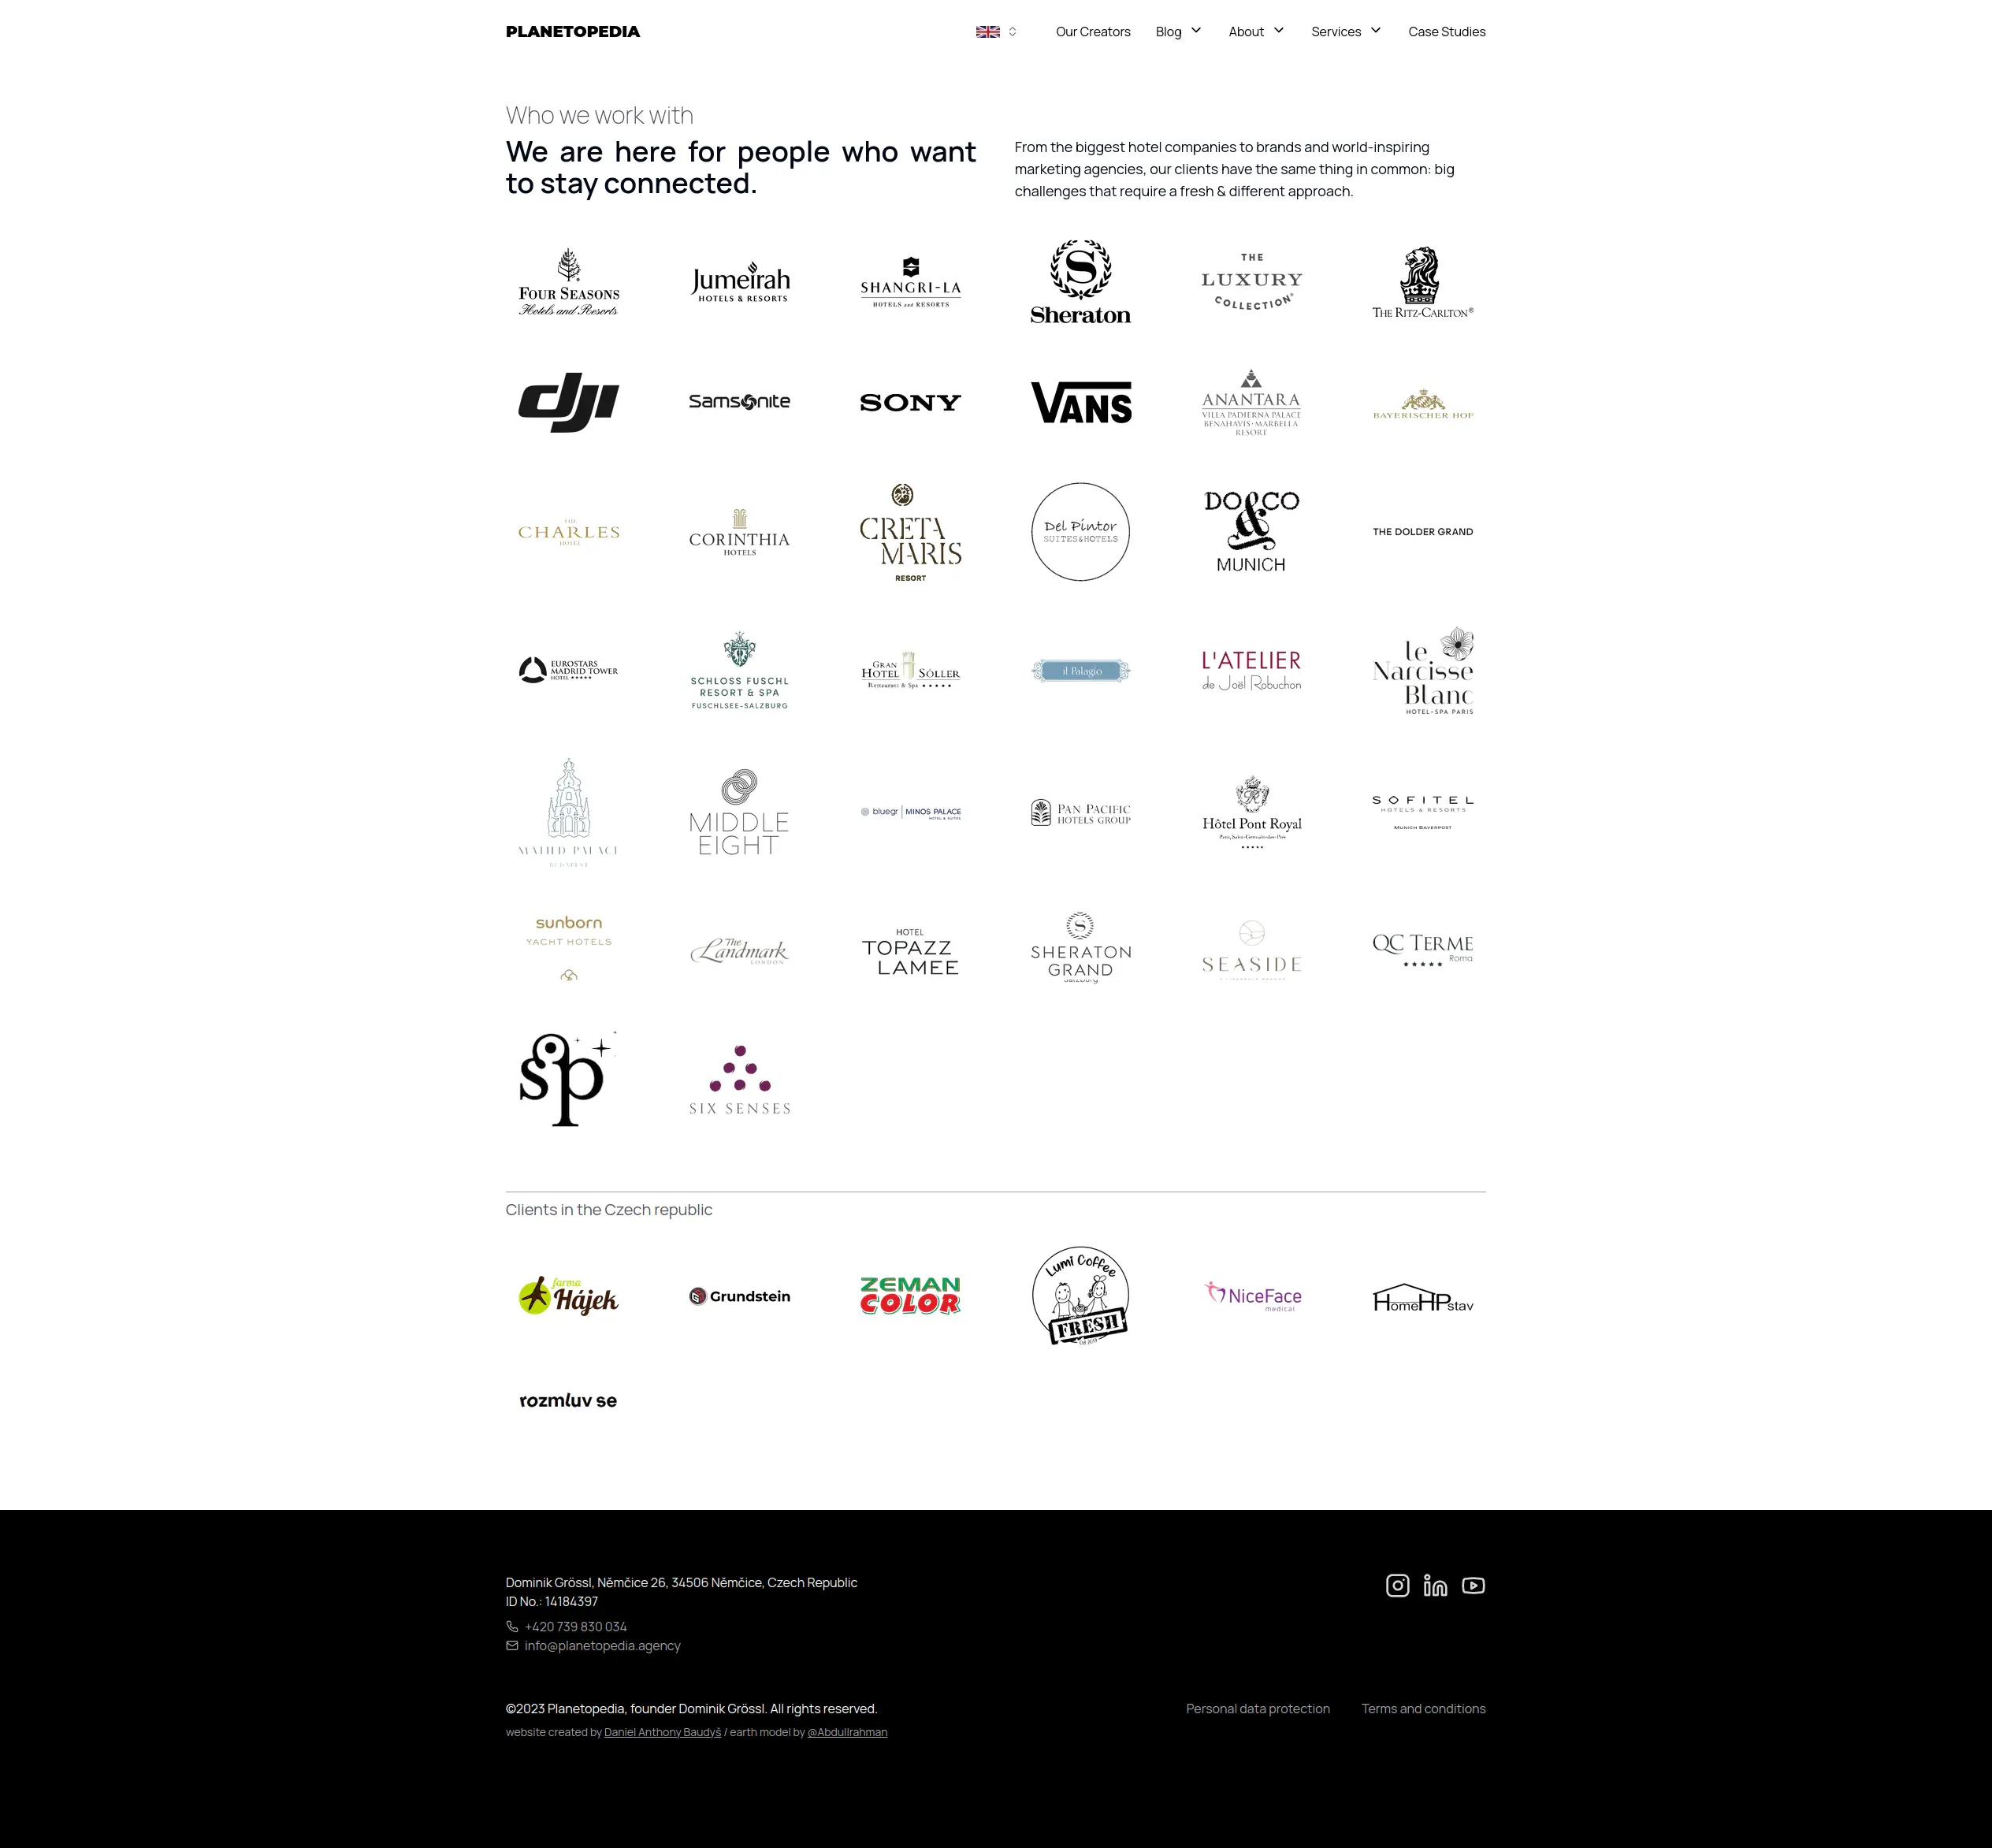 PLANETOPEDIA
Our Creators
Blog
About
Services
Case Studies
Who we work with
We are here for people who want
to stay connected.
From the biggest hotel companies to brands and world-inspiring
marketing agencies, our clients have the same thing in common: big
challenges that require a fresh & different approach.
FOUR SEASONS
Hotels and Resorts
Jumeirah
HOTELS & RESORTS
SHANGRI-LA
HOTELS and RESORTS
S
Sheraton
THE
LUXURY
COLLECTION®
THE RITZ-CARLTON®
dji
Samsonite
SONY
VANS
ANANTARA
VILLA PADIERNA PALACE
BENAHAVIS·MARBELLA
RESORT
BAYERISCHER HOF
THE
CHARLES
HOTEL
CORINTHIA
HOTELS
CRETA
MARIS
RESORT
Del Pintor
SUITES&HOTELS
DO&CO
MUNICH
THE DOLDER GRAND
EUROSTARS
MADRID TOWER
HOTEL ★★★★★
SCHLOSS FUSCHL
RESORT & SPA
FUSCHLSEE-SALZBURG
GRAN
HOTEL SÓLLER
Restaurant & Spa
il Palagio
L'ATELIER
de Joël Robuchon
le
Narcisse
Blanc
HOTEL-SPA PARIS
MATILD PALACE
BUDAPEST
MIDDLE
EIGHT
bluegr | MINOS PALACE
HOTEL & SUITES
PAN PACIFIC
HOTELS GROUP
Hôtel Pont Royal
SOFITEL
HOTELS & RESORTS
MUNICH BAYERPOST
sunborn
YACHT HOTELS
The
Landmark
LONDON
HOTEL
TOPAZZ
LAMEE
S
SHERATON
GRAND
Salzburg
SEASIDE
QC TERME
Roma
★★★★★
sp
SIX SENSES
Clients in the Czech republic
farma
Hájek
Grundstein
ZEMAN
COLOR
Lumi Coffee
FRESH
NiceFace
medical
HomeHPstav
rozmluv se
Dominik Grössl, Němčice 26, 34506 Němčice, Czech Republic
ID No.: 14184397
+420 739 830 034
info@planetopedia.agency
©2023 Planetopedia, founder Dominik Grössl. All rights reserved.
Personal data protection
Terms and conditions
website created by Daniel Anthony Baudyš / earth model by @Abdullrahman